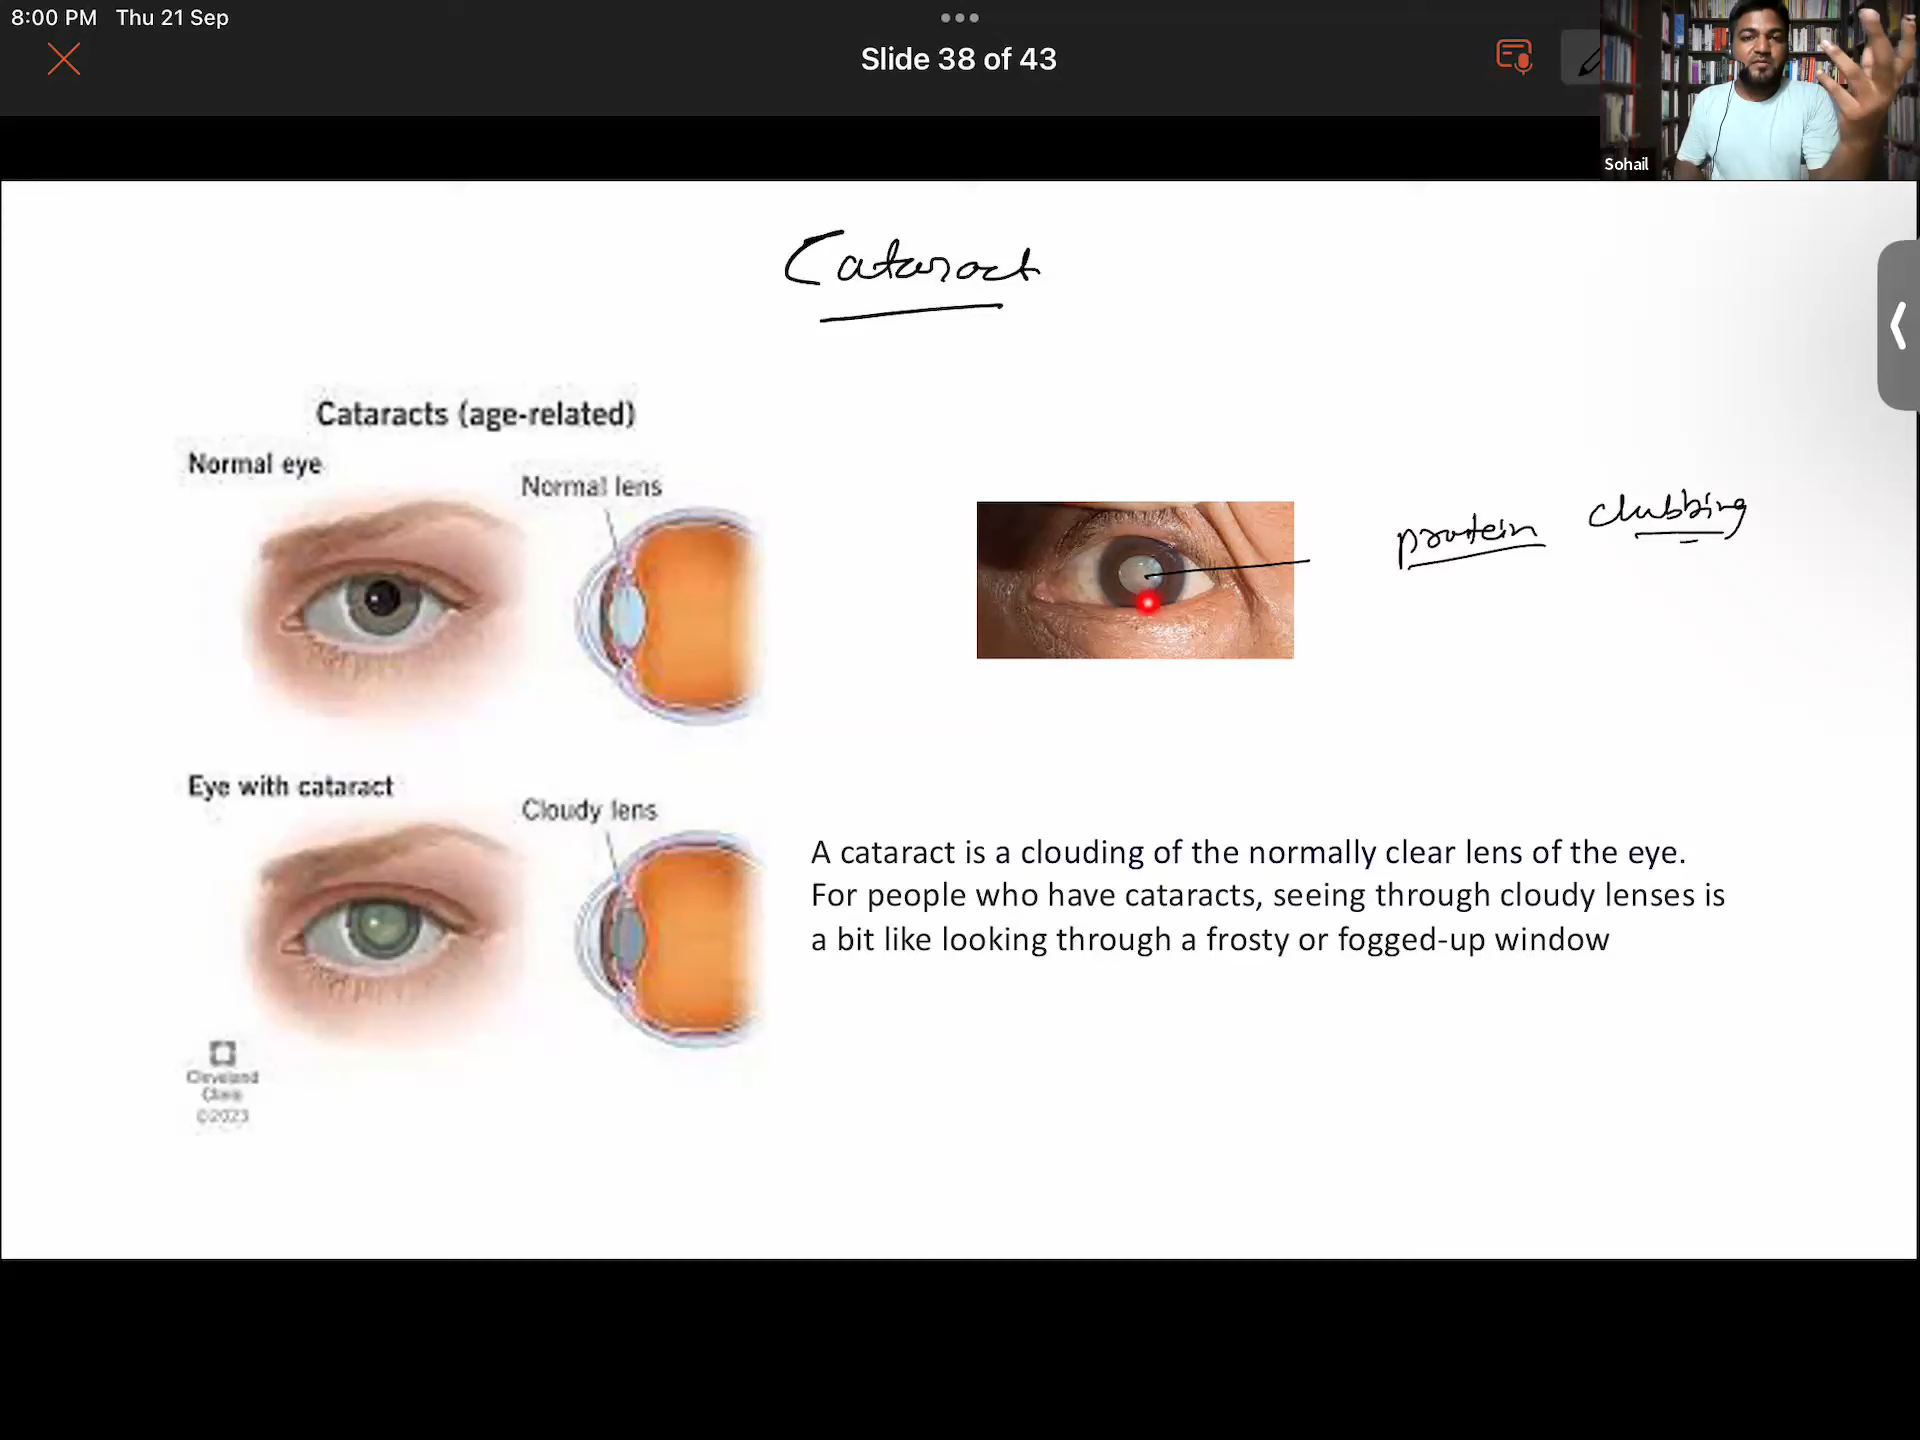 8:00 PM Thu 21 Sep
Slide 38 of 43
Sohail
Cataract
Cataracts (age-related)
Normal eye
Normal lens
protein clubbing
Eye with cataract
Cloudy lens
A cataract is a clouding of the normally clear lens of the eye.
For people who have cataracts, seeing through cloudy lenses is
a bit like looking through a frosty or fogged-up window
Cleveland
Clinic
©2023